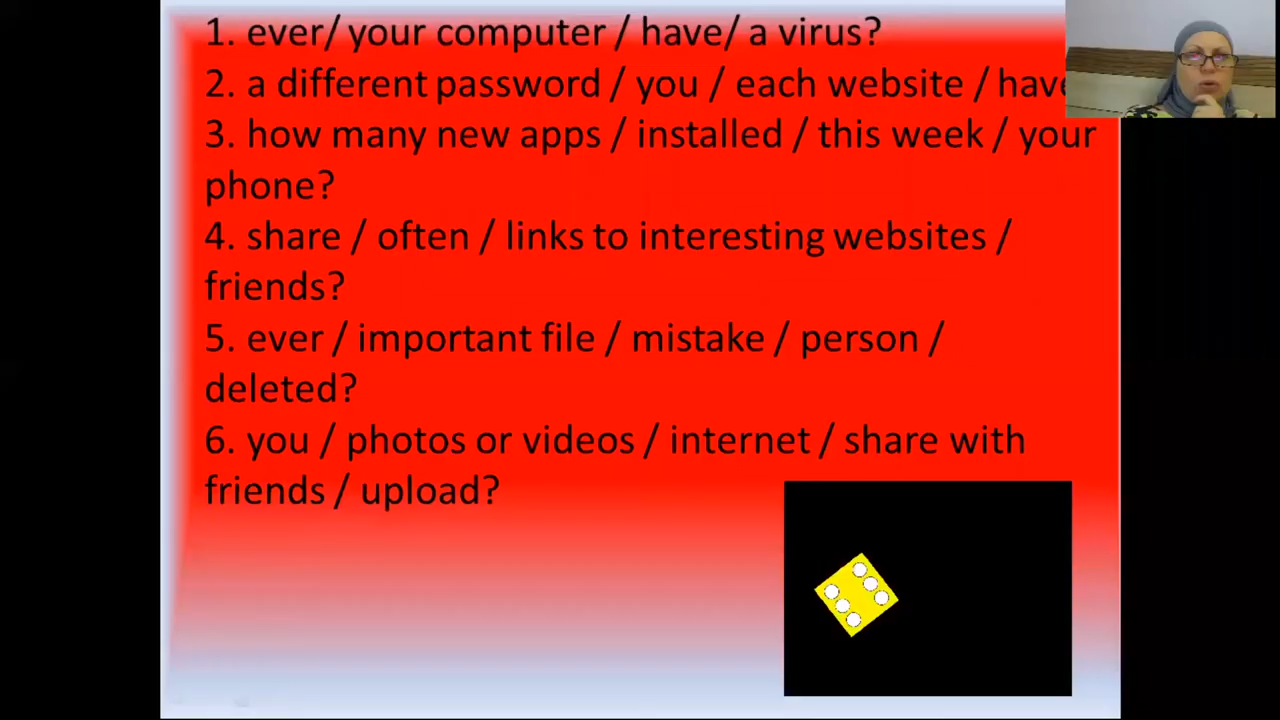 1. ever/ your computer / have/ a virus?
2. a different password / you / each website / have
3. how many new apps / installed / this week / your
phone?
4. share / often / links to interesting websites /
friends?
5. ever / important file / mistake / person /
deleted?
6. you / photos or videos / internet / share with
friends / upload?